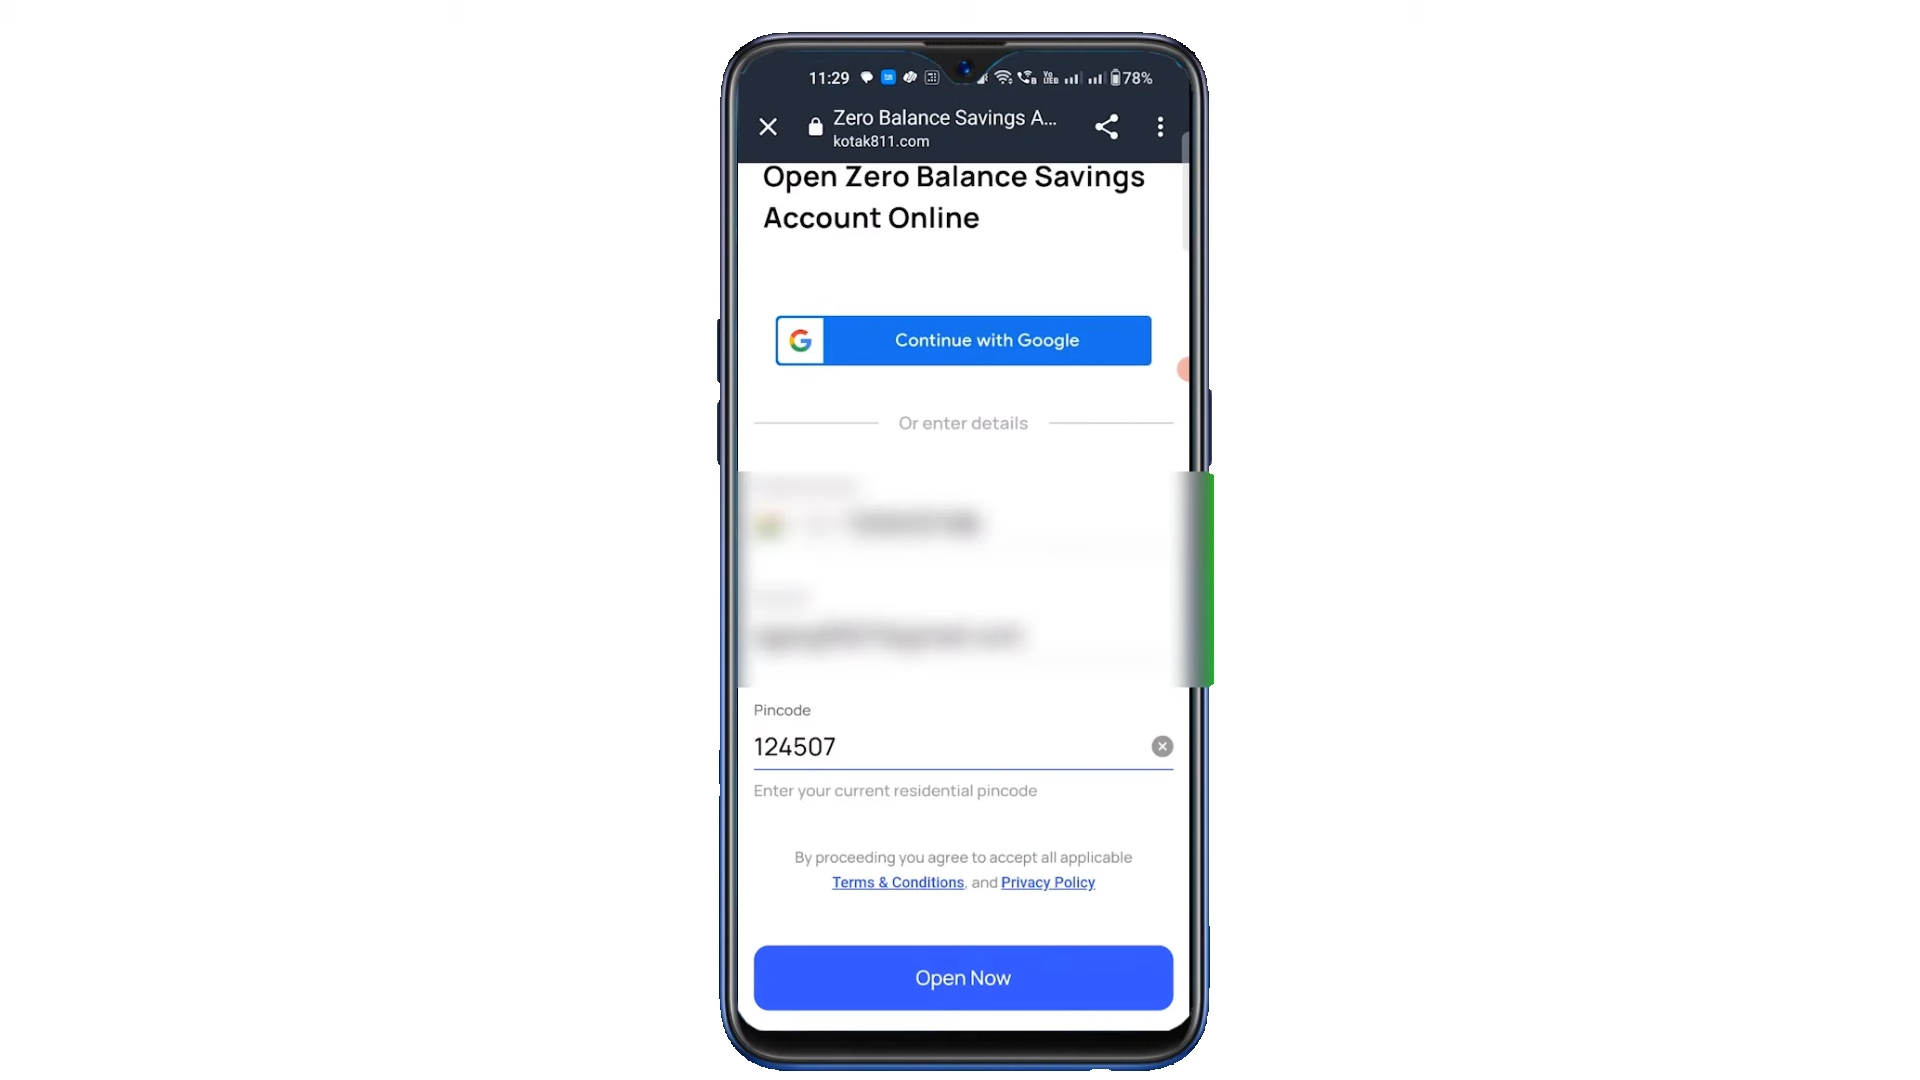 11:29 78%
Zero Balance Savings A...
kotak811.com
Open Zero Balance Savings
Account Online
Continue with Google
Or enter details
Pincode
124507
Enter your current residential pincode
By proceeding you agree to accept all applicable
Terms & Conditions, and Privacy Policy
Open Now